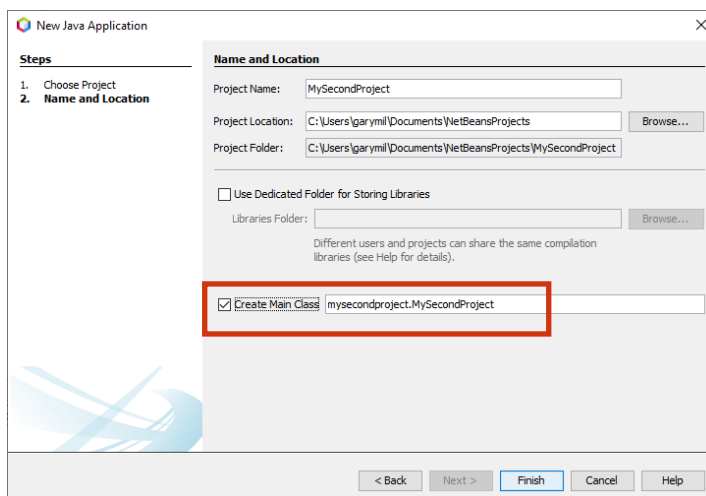 New Java Application
Steps
1. Choose Project
2. Name and Location
Name and Location
Project Name: MySecondProject
Project Location: C:\Users\garymil\Documents\NetBeansProjects Browse...
Project Folder: C:\Users\garymil\Documents\NetBeansProjects\MySecondProject
Use Dedicated Folder for Storing Libraries
Libraries Folder: Browse...
Different users and projects can share the same compilation
libraries (see Help for details).
Create Main Class mysecondproject.MySecondProject
< Back Next > Finish Cancel Help